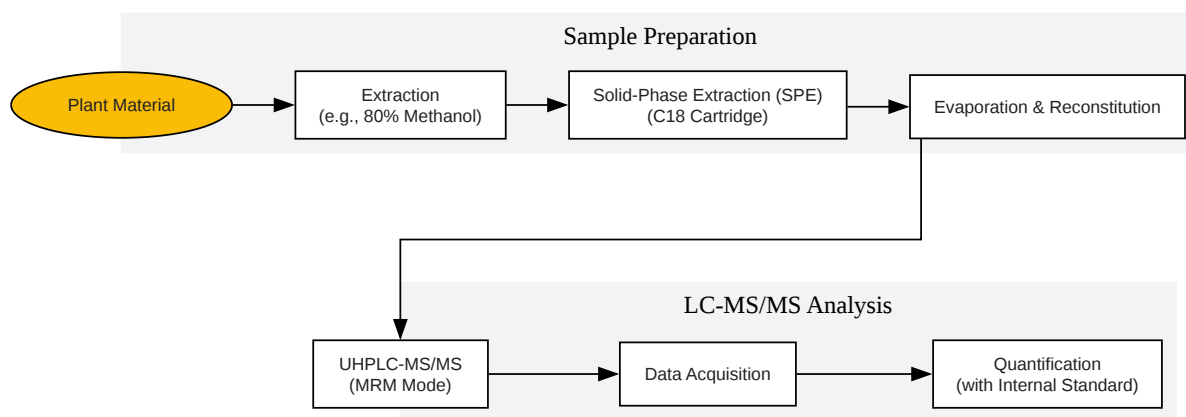 Sample Preparation
Plant Material
Extraction
(e.g., 80% Methanol)
Solid-Phase Extraction (SPE)
(C18 Cartridge)
Evaporation & Reconstitution
LC-MS/MS Analysis
UHPLC-MS/MS
(MRM Mode)
Data Acquisition
Quantification
(with Internal Standard)